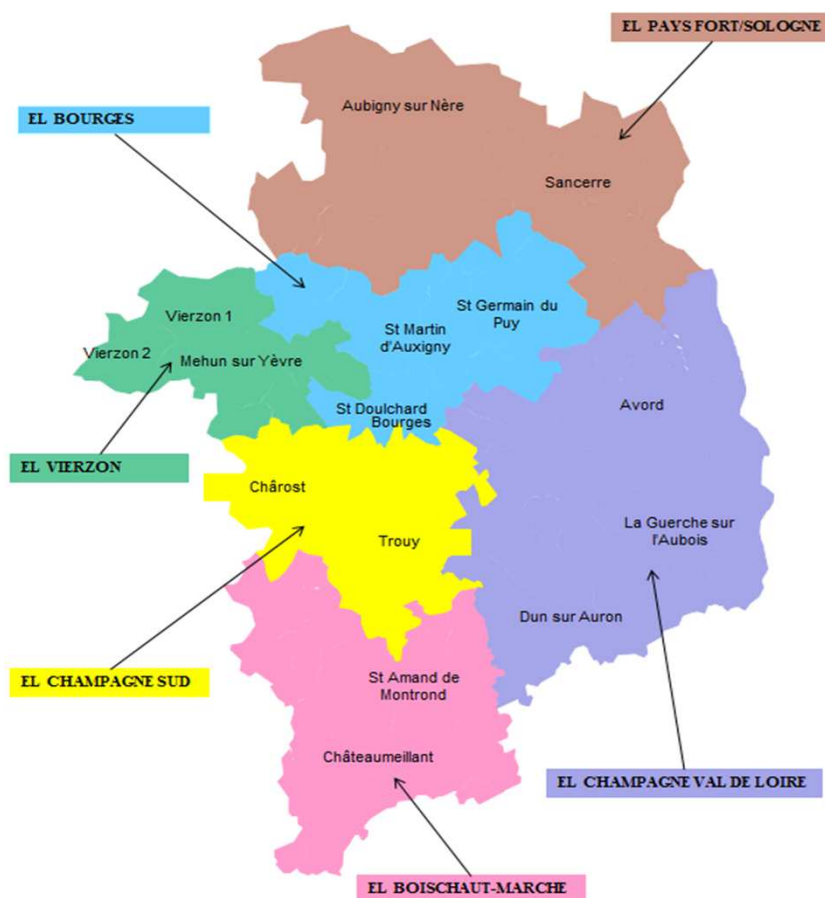 EL PAYS FORT/SOLOGNE
Aubigny sur Nère
EL BOURGES
Sancerre
St Germain du
Puy
Vierzon 1
St Martin
d'Auxigny
Vierzon 2
Mehun sur Yèvre
Avord
St Doulchard
Bourges
EL VIERZON
Chârost
La Guerche sur
l'Aubois
Trouy
Dun sur Auron
EL CHAMPAGNE SUD
St Amand de
Montrond
Châteaumeillant
EL CHAMPAGNE VAL DE LOIRE
EL BOISCHAUT-MARCHE